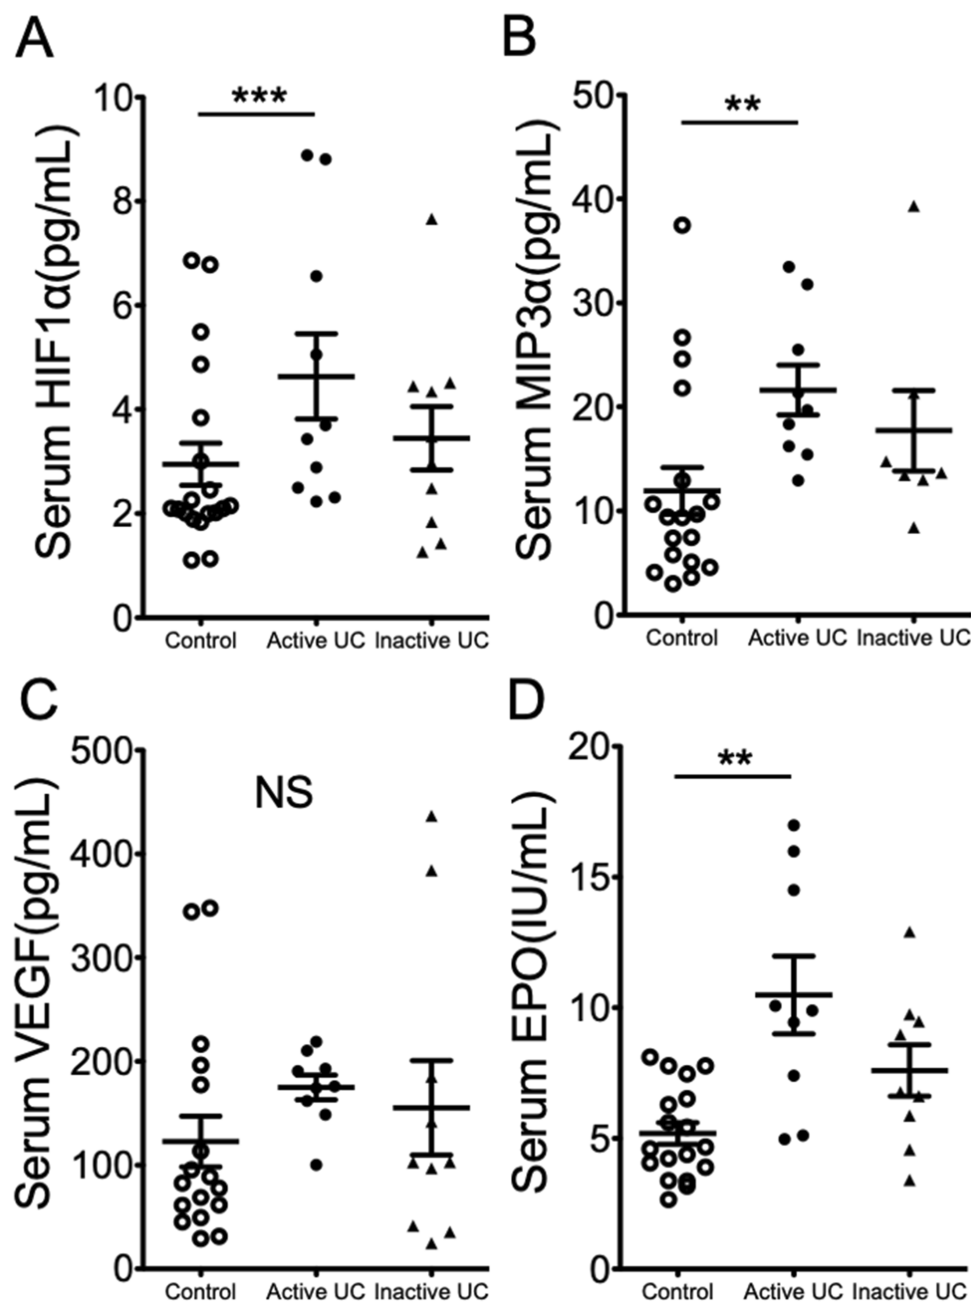 A
Serum HIF1α(pg/mL)
10
8
6
4
2
0
***
Control
Active UC
Inactive UC
B
Serum MIP3α(pg/mL)
50
40
30
20
10
0
**
Control
Active UC
Inactive UC
C
Serum VEGF(pg/mL)
500
400
300
200
100
0
NS
Control
Active UC
Inactive UC
D
Serum EPO(IU/mL)
20
15
10
5
0
**
Control
Active UC
Inactive UC